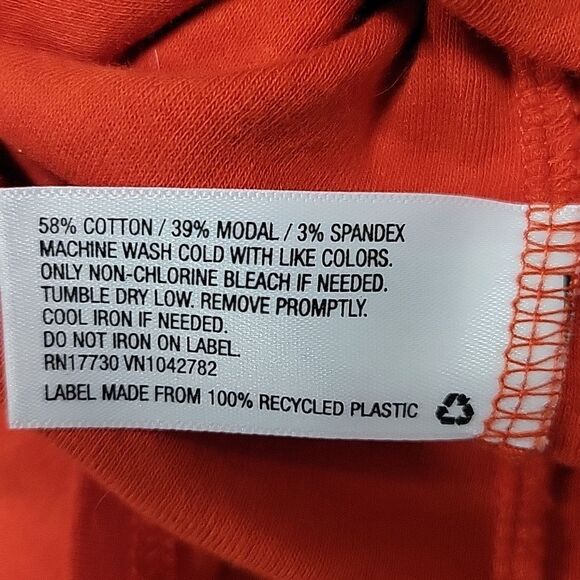 58% COTTON / 39% MODAL / 3% SPANDEX
MACHINE WASH COLD WITH LIKE COLORS.
ONLY NON-CHLORINE BLEACH IF NEEDED.
TUMBLE DRY LOW. REMOVE PROMPTLY.
COOL IRON IF NEEDED.
DO NOT IRON ON LABEL.
RN17730 VN1042782
LABEL MADE FROM 100% RECYCLED PLASTIC